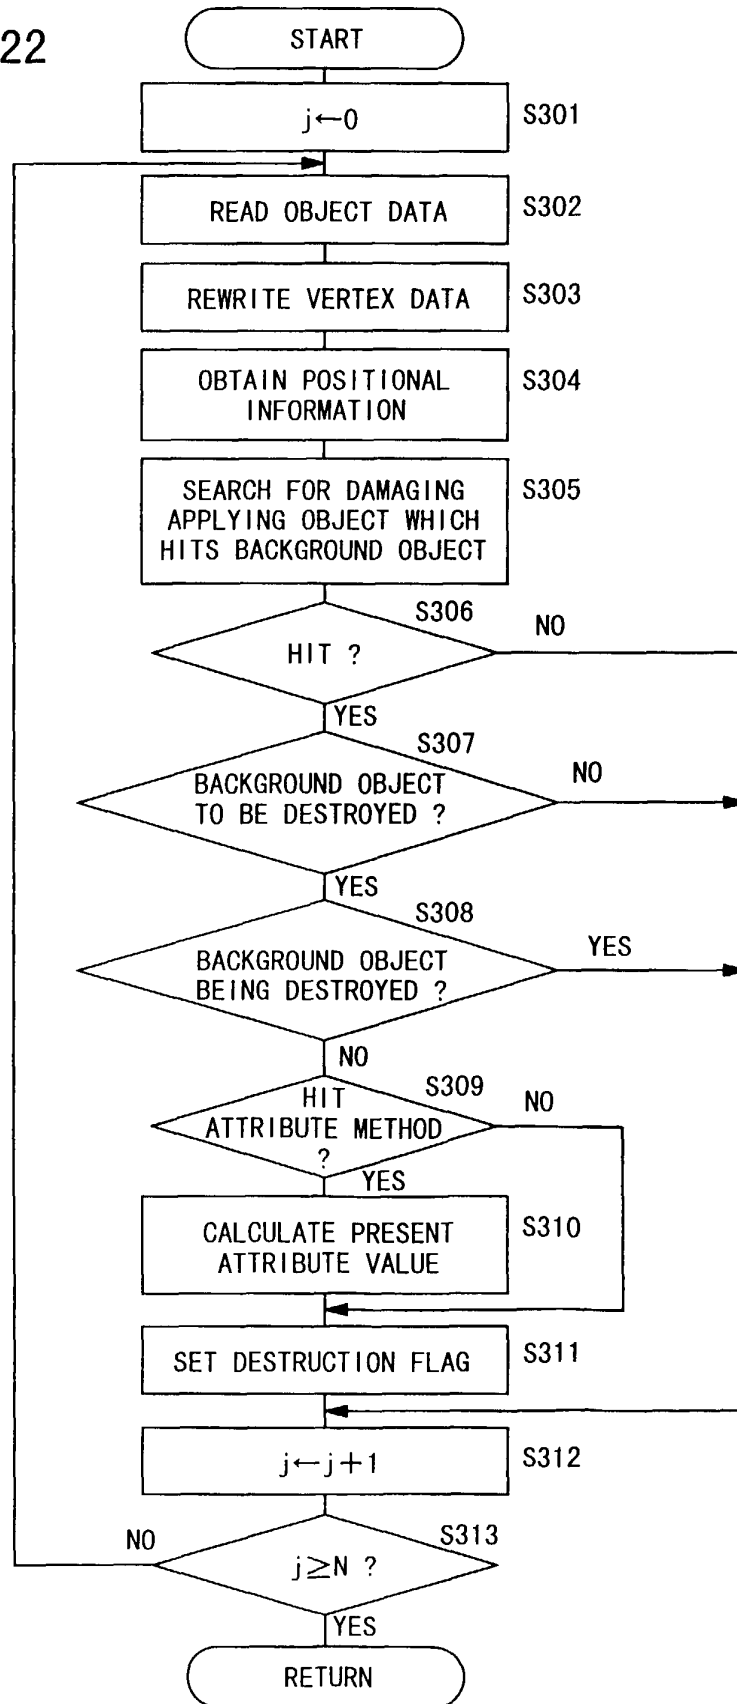 22
START
j←0
S301
READ OBJECT DATA
S302
REWRITE VERTEX DATA
S303
OBTAIN POSITIONAL
INFORMATION
S304
SEARCH FOR DAMAGING
APPLYING OBJECT WHICH
HITS BACKGROUND OBJECT
S305
S306
HIT ?
NO
YES
S307
BACKGROUND OBJECT
TO BE DESTROYED ?
NO
YES
S308
BACKGROUND OBJECT
BEING DESTROYED ?
YES
NO
S309
HIT
ATTRIBUTE METHOD
?
NO
YES
CALCULATE PRESENT
ATTRIBUTE VALUE
S310
SET DESTRUCTION FLAG
S311
j←j+1
S312
S313
NO
j≧N ?
YES
RETURN